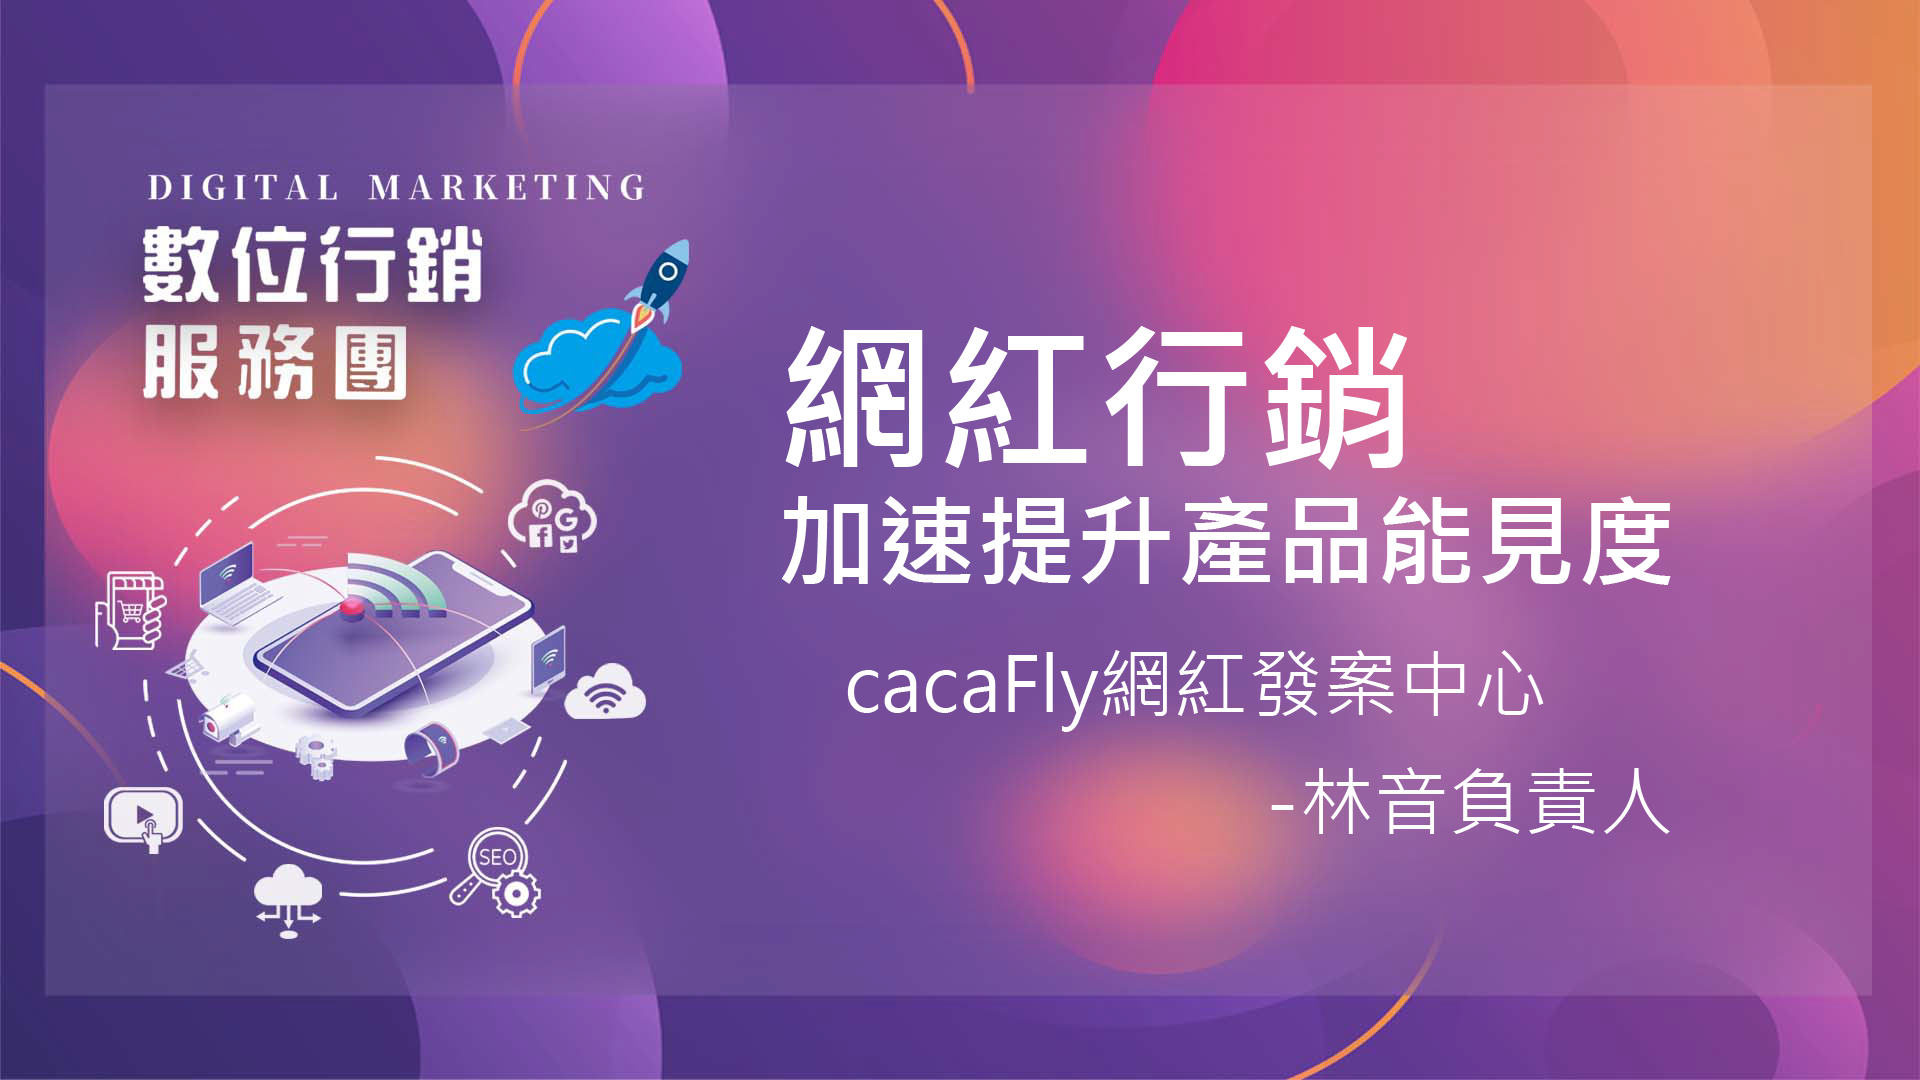 DIGITAL MARKETING
數位行銷
服務團
網紅行銷
加速提升產品能見度
cacaFly網紅發案中心
-林音負責人
SEO